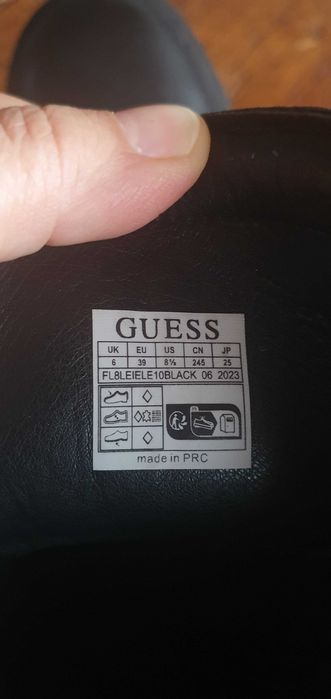 GUESS
UK EU US CN JP
6 39 8½ 245 25
FL8LEIELE10BLACK 06 2023
made in PRC